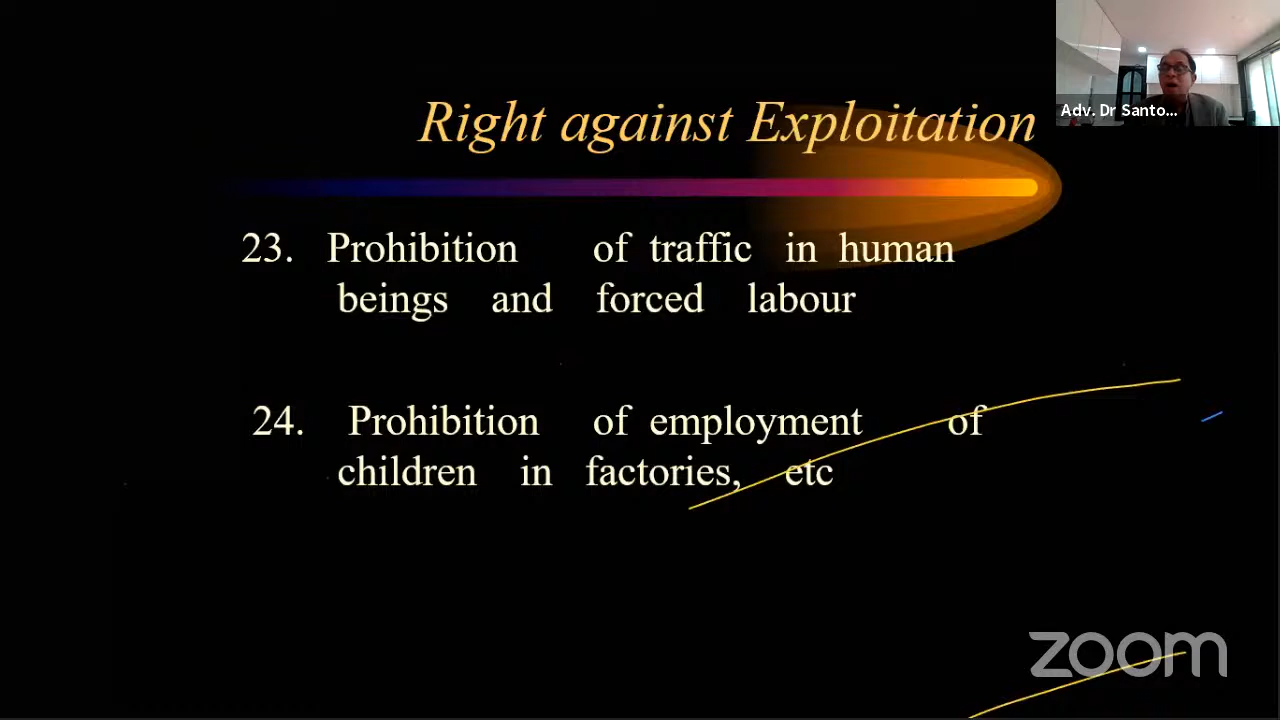 Right against Exploitation
Adv. Dr Santo...
23. Prohibition of traffic in human
beings and forced labour
24. Prohibition of employment of
children in factories, etc
zoom